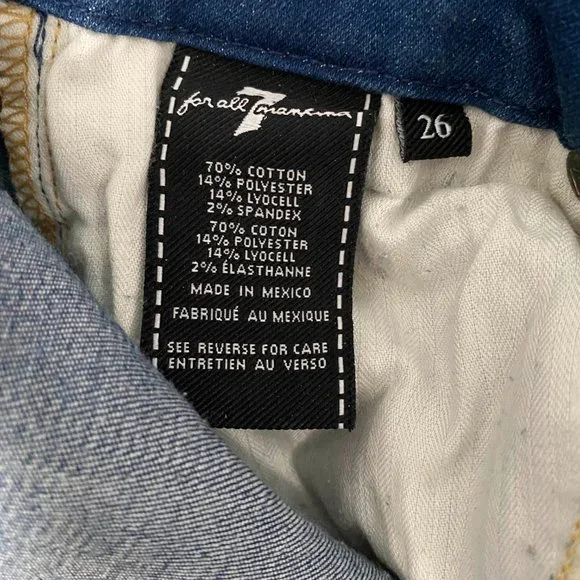 for all 7 mankind
26
70% COTTON
14% POLYESTER
14% LYOCELL
2% SPANDEX
70% COTON
14% POLYESTER
14% LYOCELL
2% ÉLASTHANNE
MADE IN MEXICO
FABRIQUÉ AU MEXIQUE
SEE REVERSE FOR CARE
ENTRETIEN AU VERSO